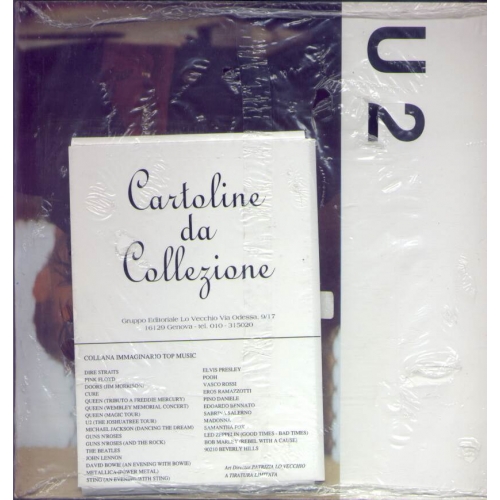 U2
Cartoline
da
Collezione
Gruppo Editoriale Lo Vecchio Via Odessa, 9/17
16129 Genova - tel. 010 - 315020
COLLANA IMMAGINARIO TOP MUSIC
DIRE STRAITS
PINK FLOYD
DOORS (JIM MORRISON)
CURE
QUEEN (TRIBUTO A FREDDIE MERCURY)
QUEEN (WEMBLEY MEMORIAL CONCERT)
QUEEN (MAGIC TOUR)
U2 (THE JOSHUATREE TOUR)
MICHAEL JACKSON (DANCING THE DREAM)
GUNS N'ROSES
GUNS N'ROSES (AND THE ROCK)
THE BEATLES
JOHN LENNON
DAVID BOWIE (AN EVENING WITH BOWIE)
METALLICA (POWER METAL)
STING (AN EVENING WITH STING)
ELVIS PRESLEY
POOH
VASCO ROSSI
EROS RAMAZZOTTI
PINO DANIELE
EDOARDO BENNATO
SABRINA SALERNO
MADONNA
SAMANTHA FOX
LED ZEPPELIN (GOOD TIMES - BAD TIMES)
BOB MARLEY (REBEL WITH A CAUSE)
90210 BEVERLY HILLS
Art Director PATRIZIA LO VECCHIO
A TIRATURA LIMITATA